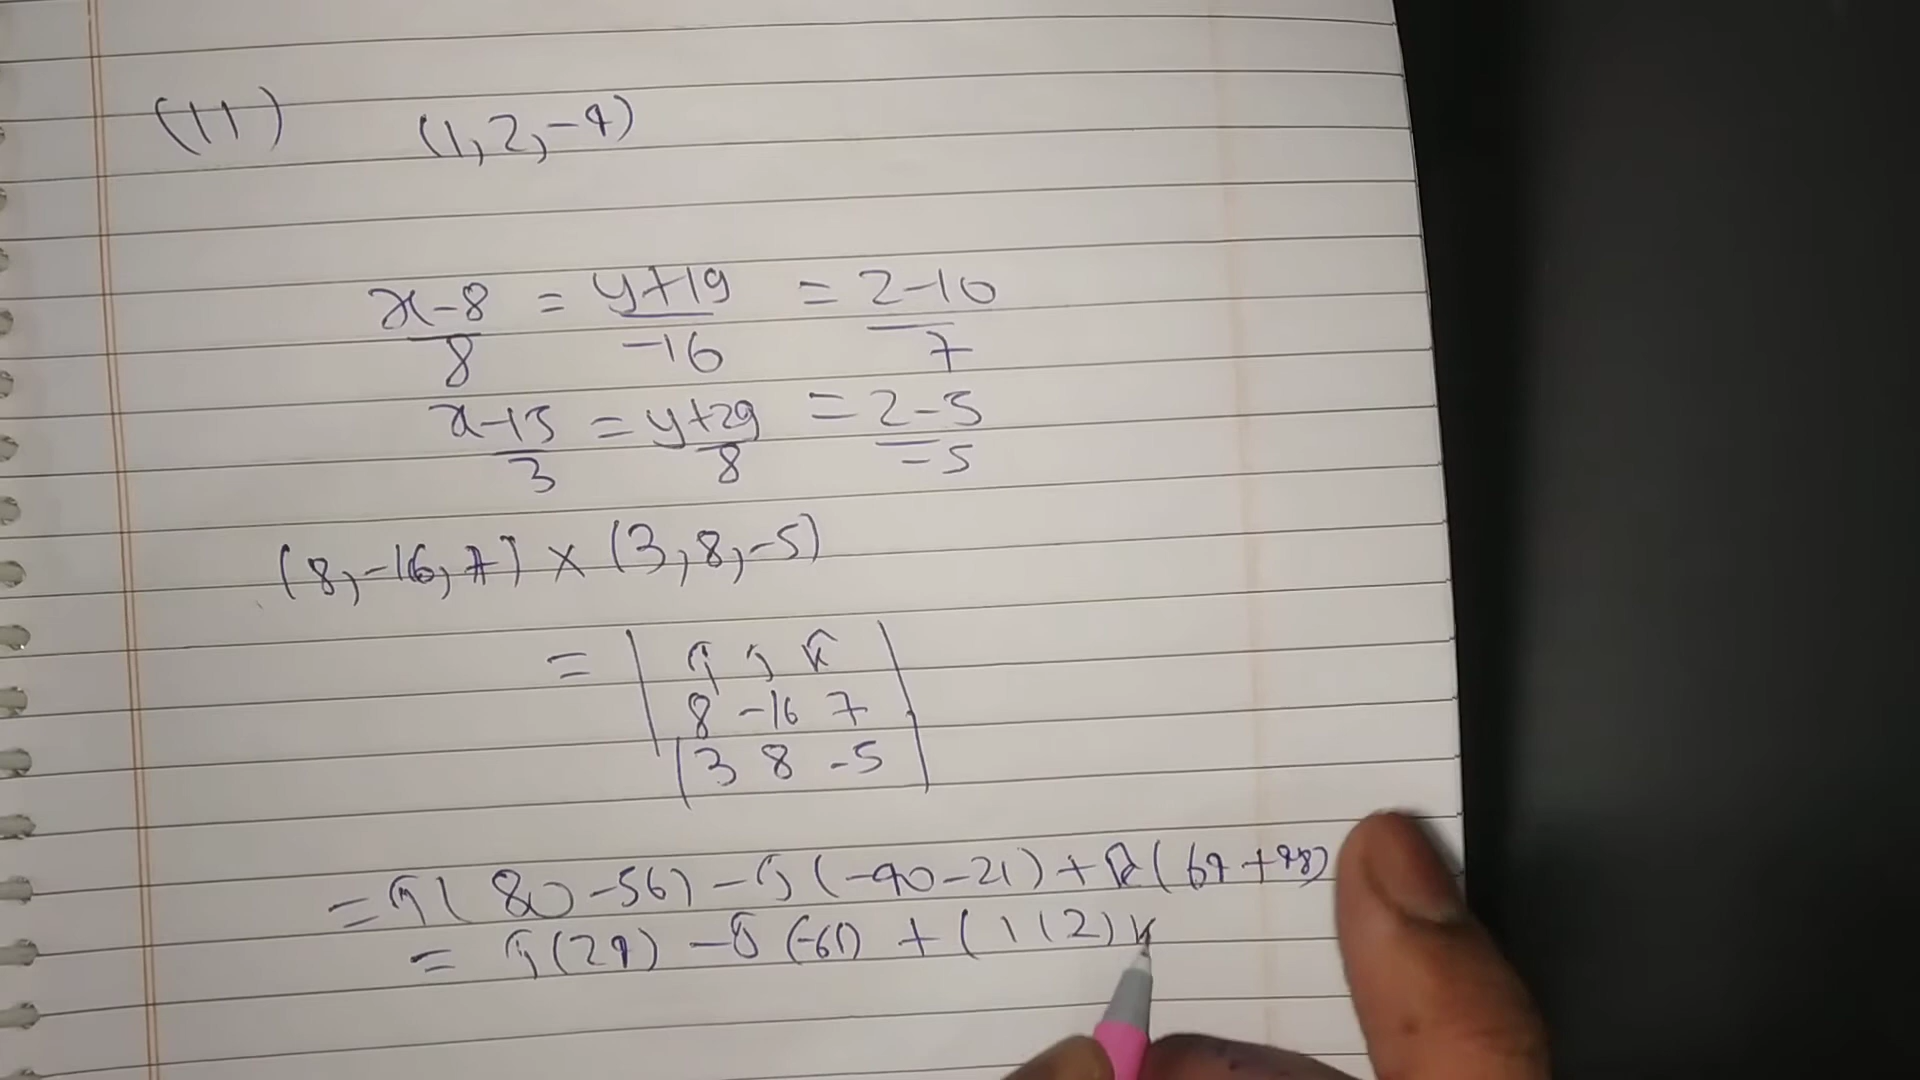 (11) (1, 2, -4)
x-8/8 = y+19/-16 = z-10/7
x-15/3 = y+29/8 = z-5/-5
(8, -16, 7) × (3, 8, -5)
= | î ĵ k̂ |
| 8 -16 7 |
| 3 8 -5 |
= î(80-56) - ĵ(-40-21) + k̂(64+48)
= î(24) - ĵ(-61) + (112)k